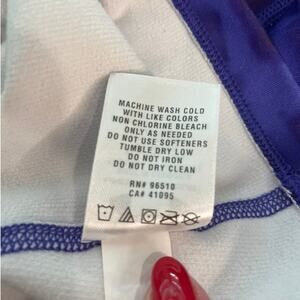 MACHINE WASH COLD
WITH LIKE COLORS
NON CHLORINE BLEACH
ONLY AS NEEDED
DO NOT USE SOFTENERS
TUMBLE DRY LOW
DO NOT IRON
DO NOT DRY CLEAN
RN# 96510
CA# 41095